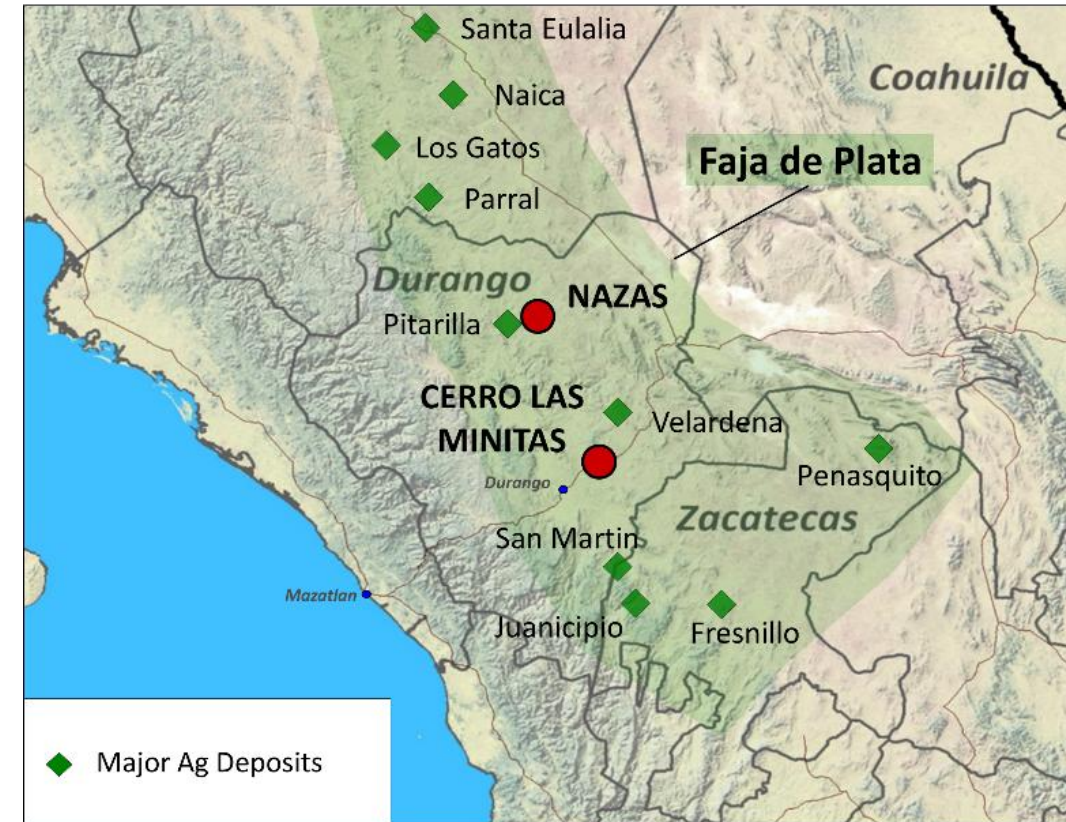 Santa Eulalia
Coahuila
Naica
Los Gatos
Faja de Plata
Parral
Durango
NAZAS
Pitarilla
CERRO LAS
MINITAS
Velardena
Penasquito
Durango
Zacatecas
San Martin
Mazatlan
Juanicipio
Fresnillo
Major Ag Deposits